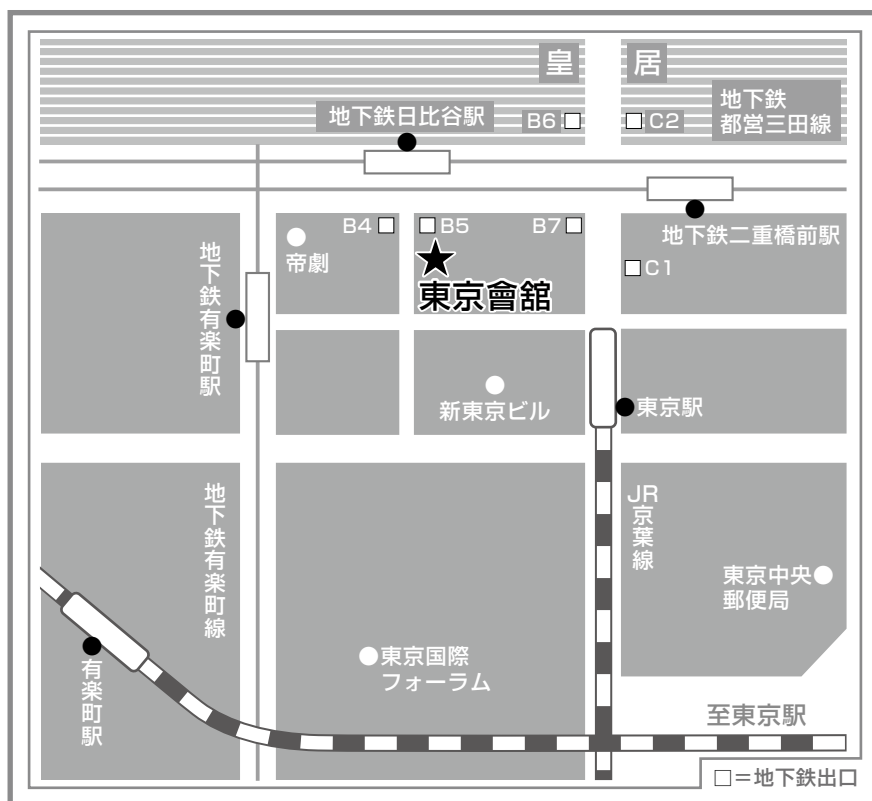 皇居
地下鉄日比谷駅
B6
C2
地下鉄
都営三田線
B4
B5
B7
地下鉄二重橋前駅
帝劇
C1
東京會舘
地下鉄有楽町駅
新東京ビル
東京駅
地下鉄有楽町線
JR京葉線
東京中央
郵便局
有楽町駅
東京国際
フォーラム
至東京駅
□=地下鉄出口